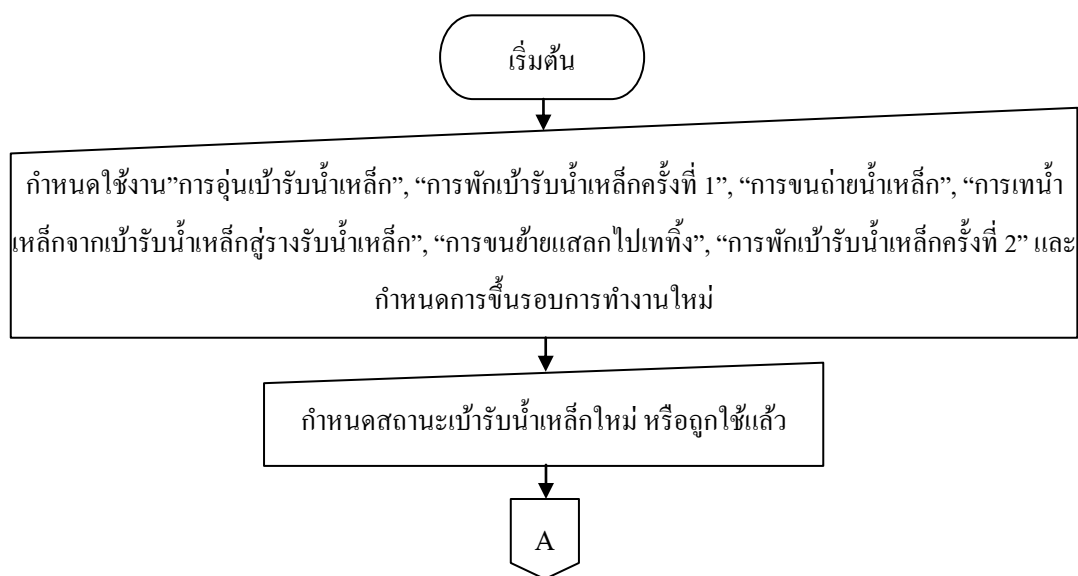 เริ่มต้น
กำหนดใช้งาน”การอุ่นเบ้ารับน้ำเหล็ก”, “การพักเบ้ารับน้ำเหล็กครั้งที่ 1”, “การขนถ่ายน้ำเหล็ก”, “การเทน้ำ
เหล็กจากเบ้ารับน้ำเหล็กสู่รางรับน้ำเหล็ก”, “การขนย้ายแสลกไปเททิ้ง”, “การพักเบ้ารับน้ำเหล็กครั้งที่ 2” และ
กำหนดการขึ้นรอบการทำงานใหม่
กำหนดสถานะเบ้ารับน้ำเหล็กใหม่ หรือถูกใช้แล้ว
A